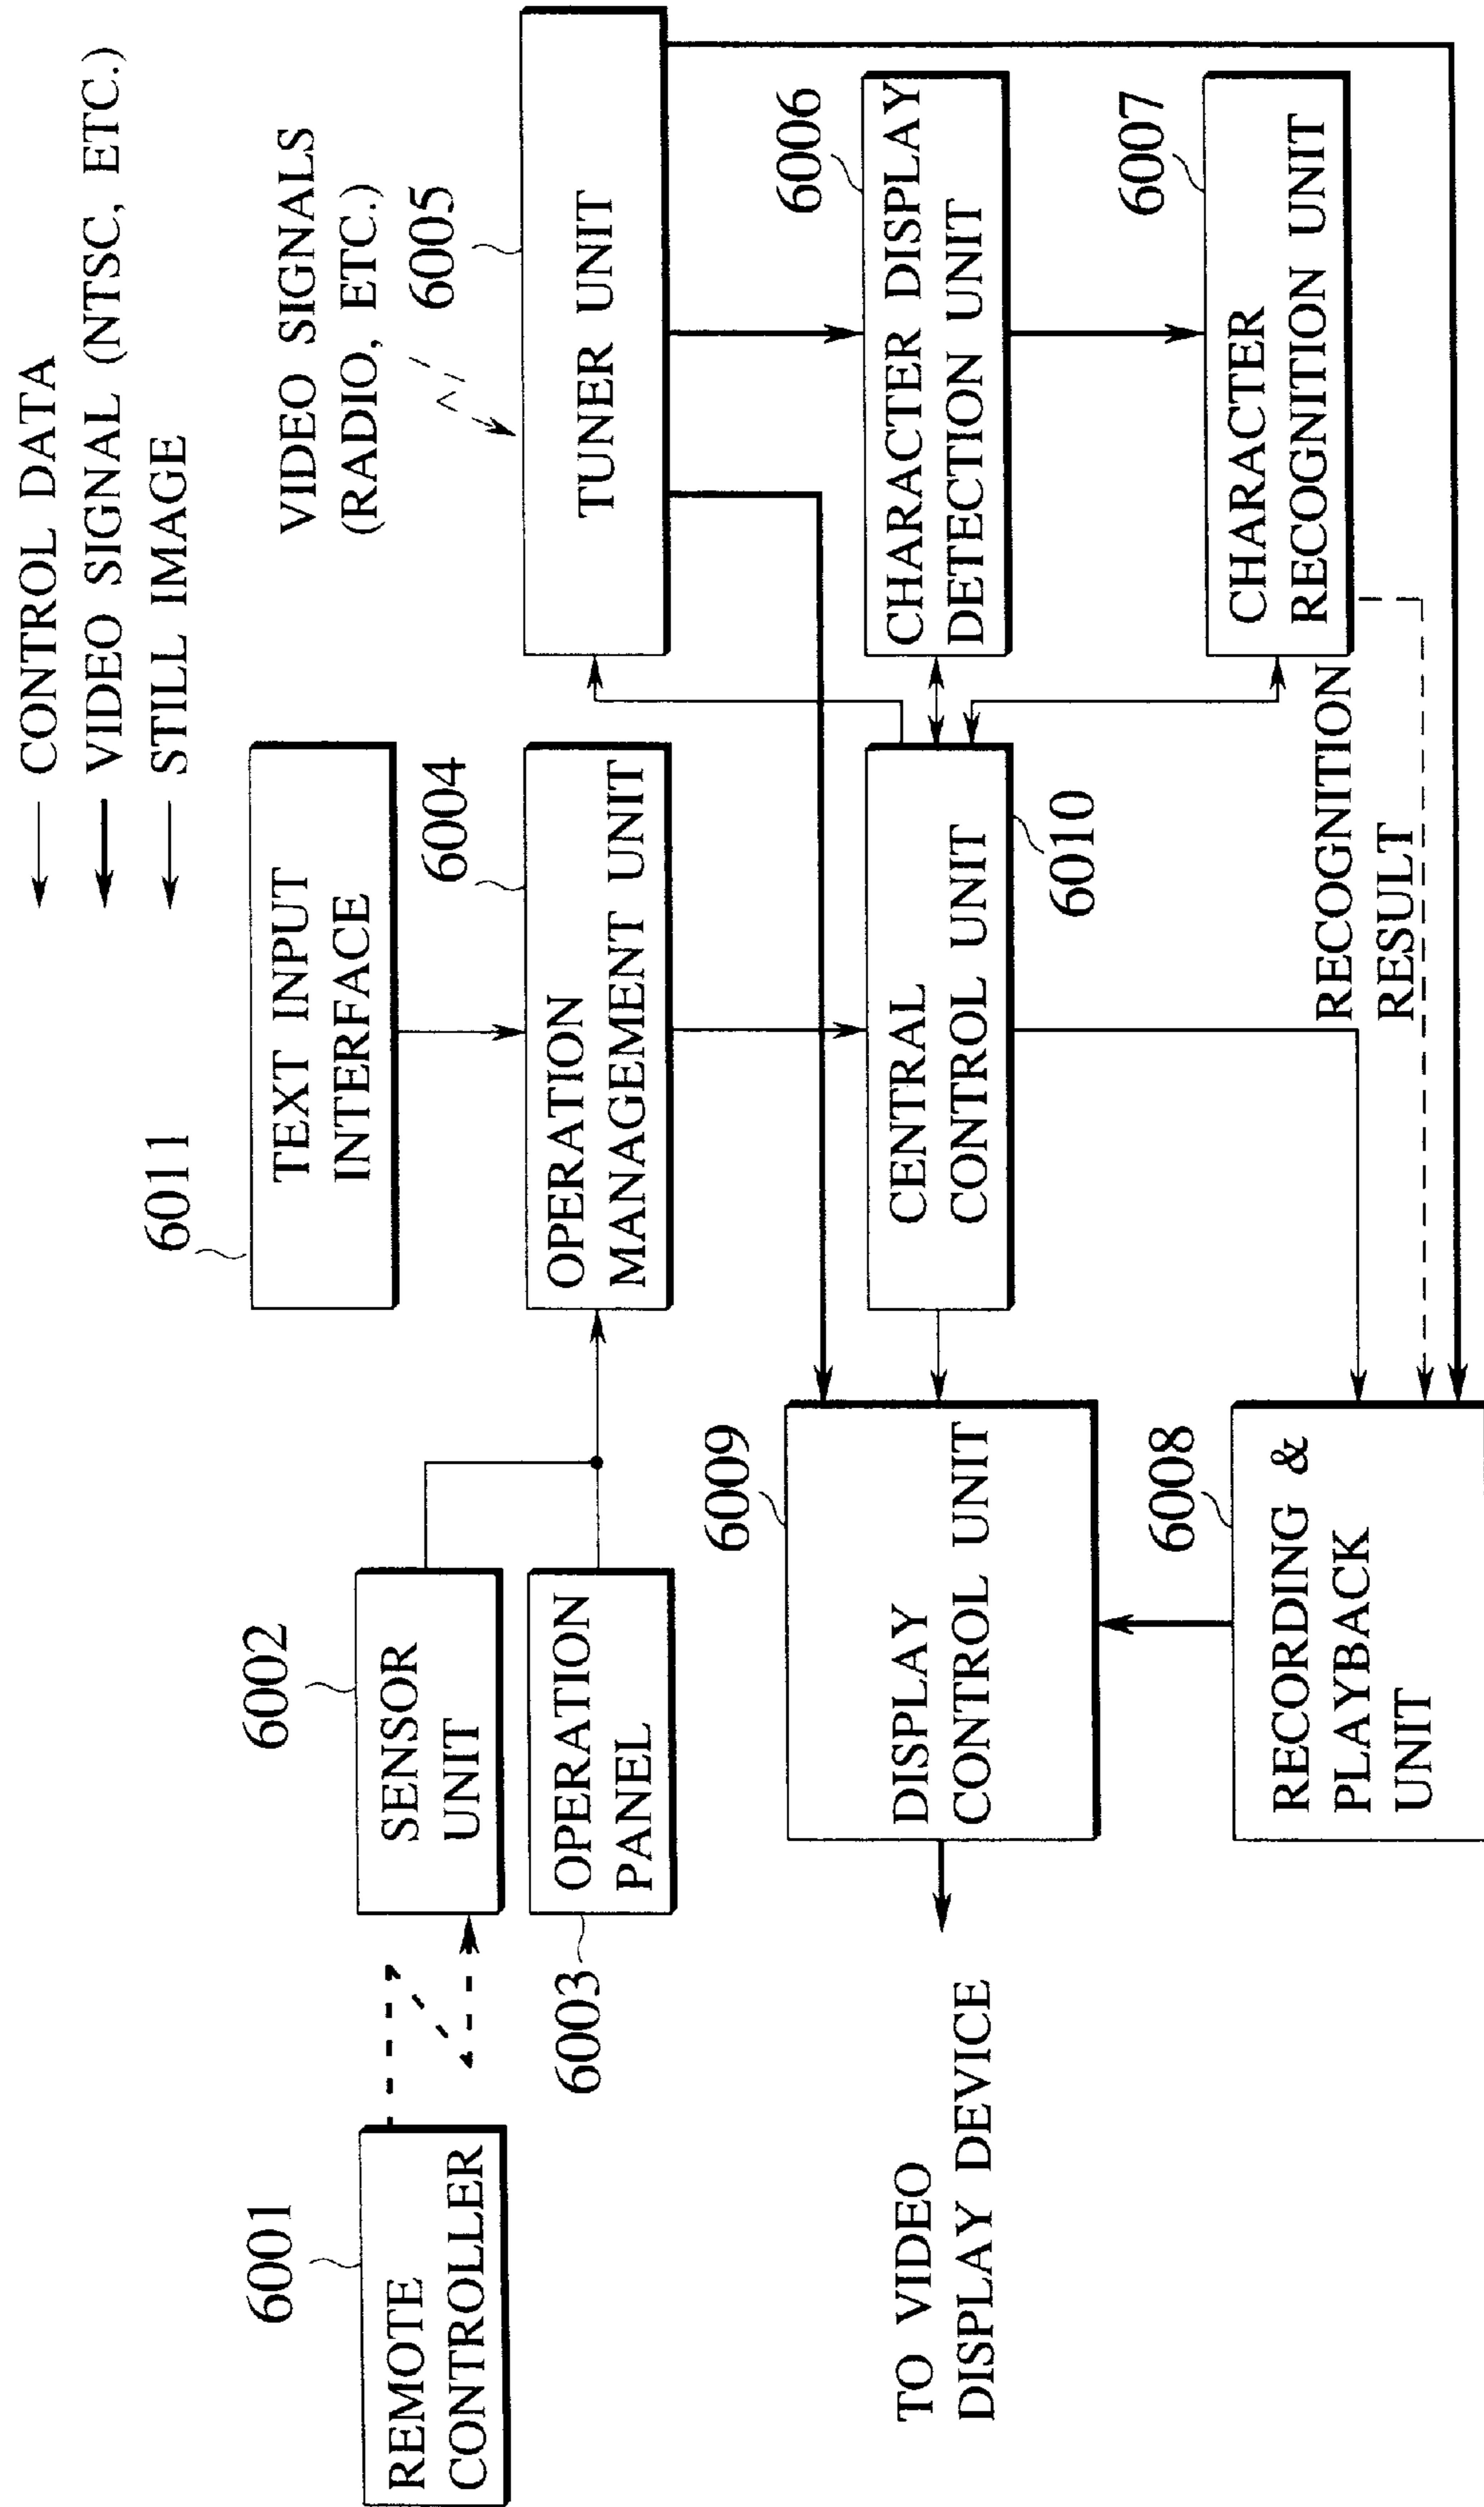 CONTROL DATA
VIDEO SIGNAL (NTSC, ETC.)
STILL IMAGE
6011
TEXT INPUT
INTERFACE
VIDEO SIGNALS
(RADIO, ETC.)
6001
REMOTE
CONTROLLER
6002
SENSOR
UNIT
6003
OPERATION
PANEL
6004
OPERATION
MANAGEMENT UNIT
6005
TUNER UNIT
6009
DISPLAY
CONTROL UNIT
CENTRAL
CONTROL UNIT
6010
6006
CHARACTER DISPLAY
DETECTION UNIT
TO VIDEO
DISPLAY DEVICE
6008
RECORDING &
PLAYBACK
UNIT
RECOGNITION
RESULT
6007
CHARACTER
RECOGNITION UNIT